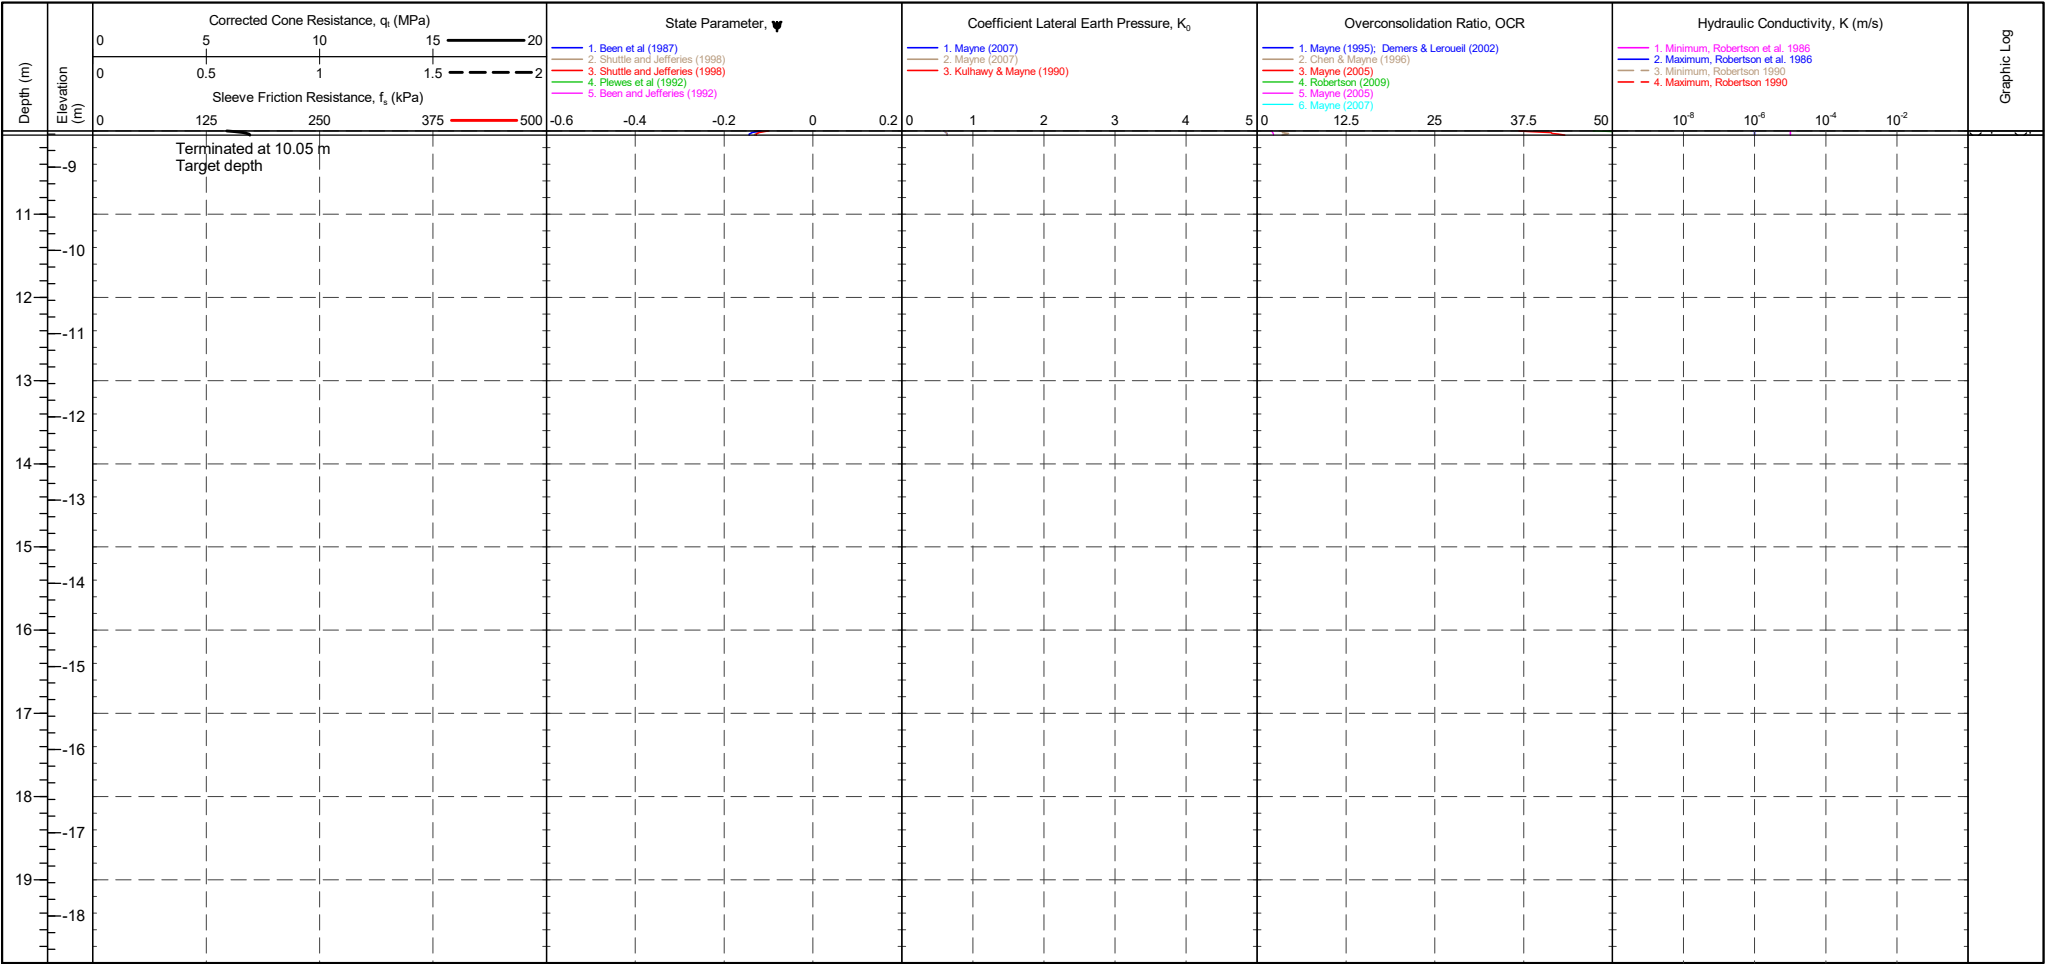 Depth (m)
Elevation
(m)
Corrected Cone Resistance, qt (MPa)
0 5 10 15 20
0 0.5 1 1.5 2
Sleeve Friction Resistance, fs (kPa)
0 125 250 375 500
State Parameter, ψ
1. Been et al (1987)
2. Shuttle and Jefferies (1998)
3. Shuttle and Jefferies (1998)
4. Plewes et al (1992)
5. Been and Jefferies (1992)
-0.6 -0.4 -0.2 0 0.2
Coefficient Lateral Earth Pressure, K0
1. Mayne (2007)
2. Mayne (2007)
3. Kulhawy & Mayne (1990)
0 1 2 3 4 5
Overconsolidation Ratio, OCR
1. Mayne (1995); Demers & Leroueil (2002)
2. Chen & Mayne (1996)
3. Mayne (2005)
4. Robertson (2009)
5. Mayne (2005)
6. Mayne (2007)
0 12.5 25 37.5 50
Hydraulic Conductivity, K (m/s)
1. Minimum, Robertson et al. 1986
2. Maximum, Robertson et al. 1986
3. Minimum, Robertson 1990
4. Maximum, Robertson 1990
10-8 10-6 10-4 10-2
Graphic Log
Terminated at 10.05 m
Target depth
-9
11
-10
12
-11
13
-12
14
-13
15
-14
16
-15
17
-16
18
-17
19
-18